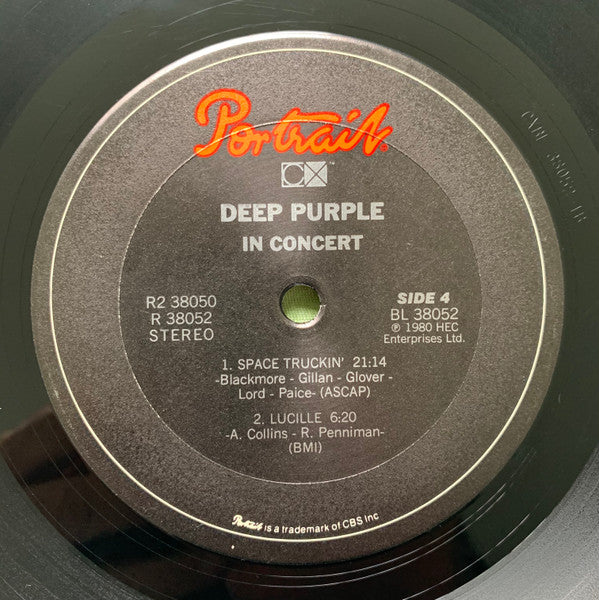 Portrait
CX™
DEEP PURPLE
IN CONCERT
R2 38050
R 38052
STEREO
SIDE 4
BL 38052
℗ 1980 HEC
Enterprises Ltd.
1. SPACE TRUCKIN' 21:14
-Blackmore - Gillan - Glover -
Lord - Paice- (ASCAP)
2. LUCILLE 6:20
-A. Collins - R. Penniman-
(BMI)
Portrait is a trademark of CBS Inc